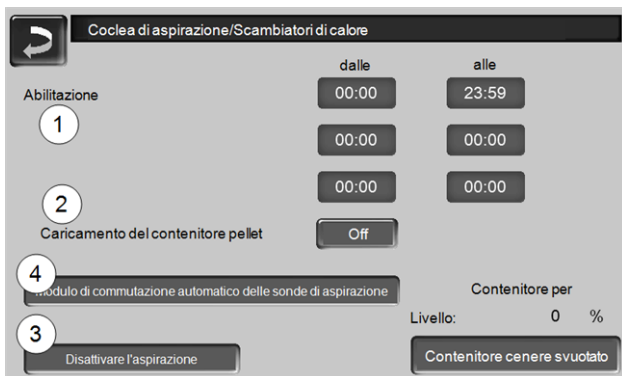 Coclea di aspirazione/Scambiatori di calore
dalle alle
Abilitazione 00:00 23:59
1
00:00 00:00
00:00 00:00
2
Caricamento del contenitore pellet Off
4
Modulo di commutazione automatico delle sonde di aspirazione Contenitore per
Livello: 0 %
3
Disattivare l'aspirazione Contenitore cenere svuotato